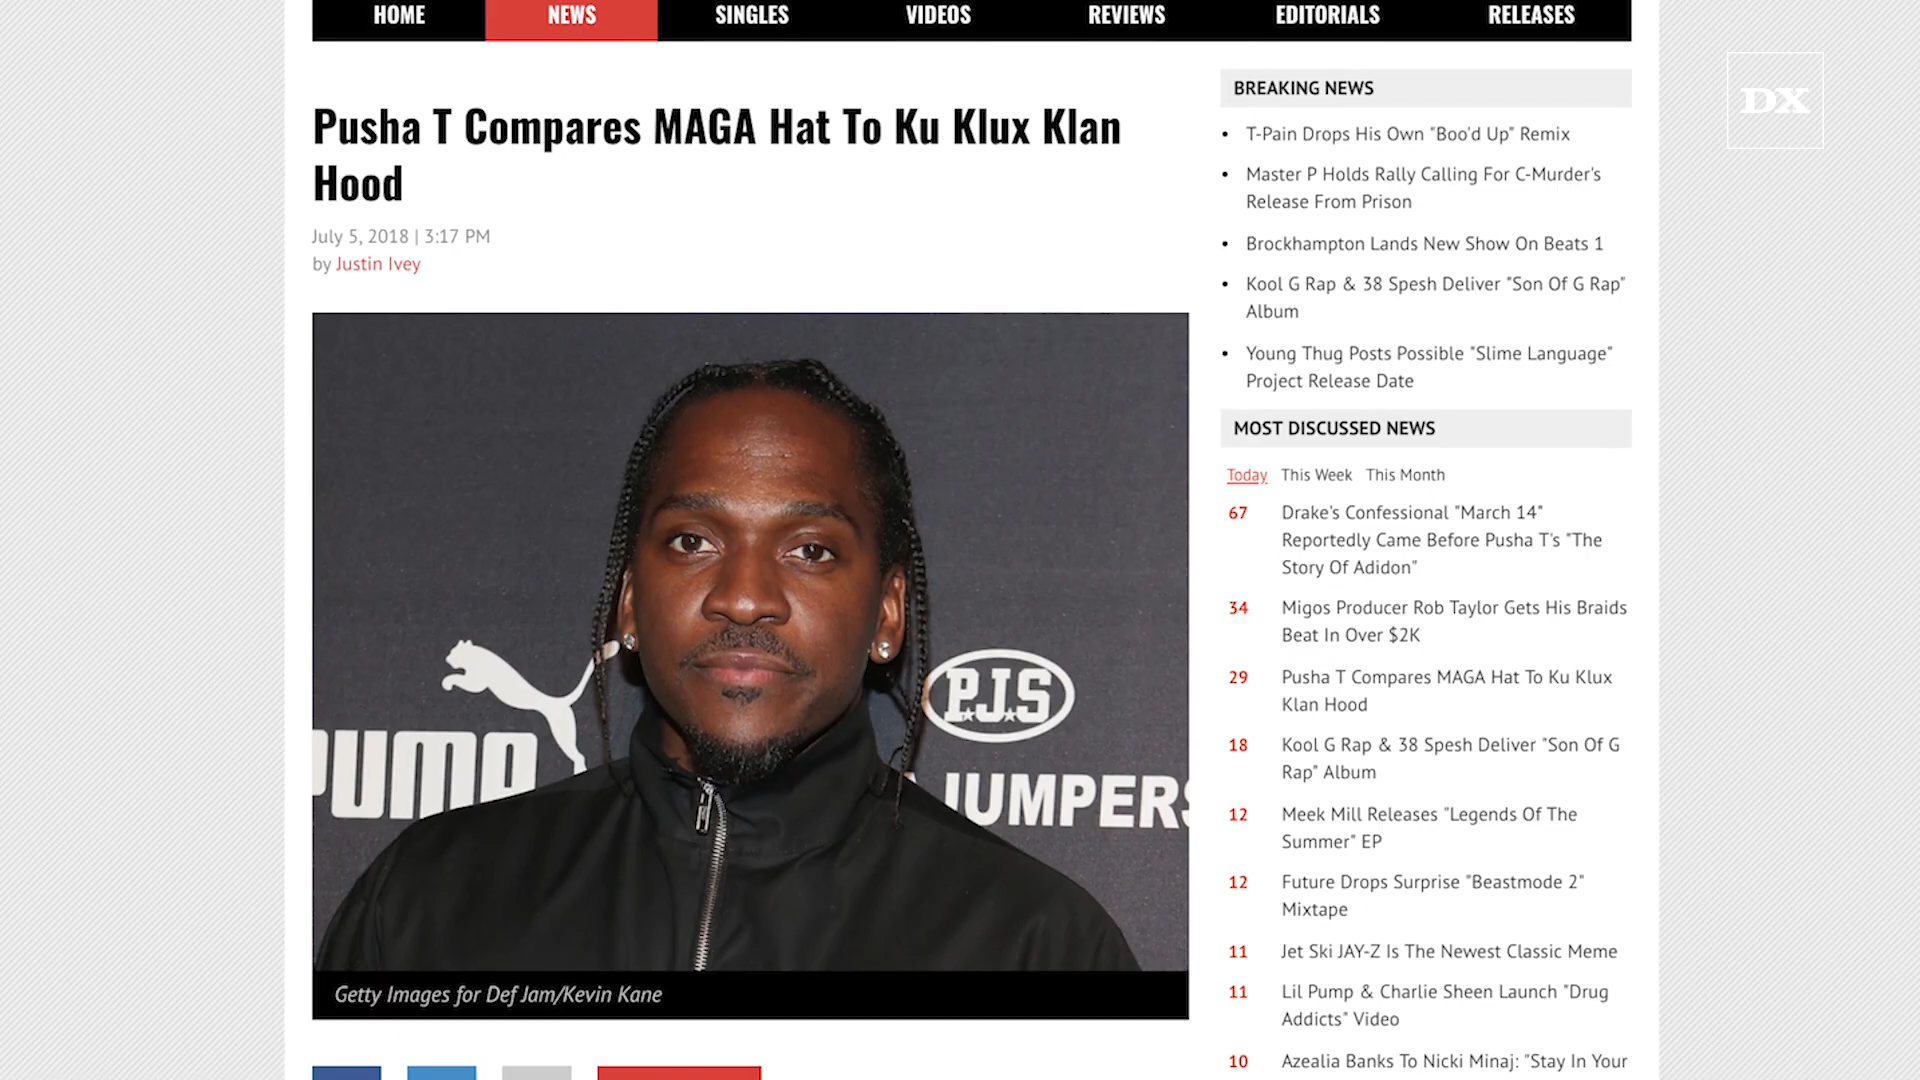 HOME NEWS SINGLES VIDEOS REVIEWS EDITORIALS RELEASES
DX
Pusha T Compares MAGA Hat To Ku Klux Klan
Hood
July 5, 2018 | 3:17 PM
by Justin Ivey
PUMA
P.J.S
JUMPERS
Getty Images for Def Jam/Kevin Kane
BREAKING NEWS
• T-Pain Drops His Own "Boo'd Up" Remix
• Master P Holds Rally Calling For C-Murder's
Release From Prison
• Brockhampton Lands New Show On Beats 1
• Kool G Rap & 38 Spesh Deliver "Son Of G Rap"
Album
• Young Thug Posts Possible "Slime Language"
Project Release Date
MOST DISCUSSED NEWS
Today This Week This Month
67 Drake's Confessional "March 14"
Reportedly Came Before Pusha T's "The
Story Of Adidon"
34 Migos Producer Rob Taylor Gets His Braids
Beat In Over $2K
29 Pusha T Compares MAGA Hat To Ku Klux
Klan Hood
18 Kool G Rap & 38 Spesh Deliver "Son Of G
Rap" Album
12 Meek Mill Releases "Legends Of The
Summer" EP
12 Future Drops Surprise "Beastmode 2"
Mixtape
11 Jet Ski JAY-Z Is The Newest Classic Meme
11 Lil Pump & Charlie Sheen Launch "Drug
Addicts" Video
10 Azealia Banks To Nicki Minaj: "Stay In Your